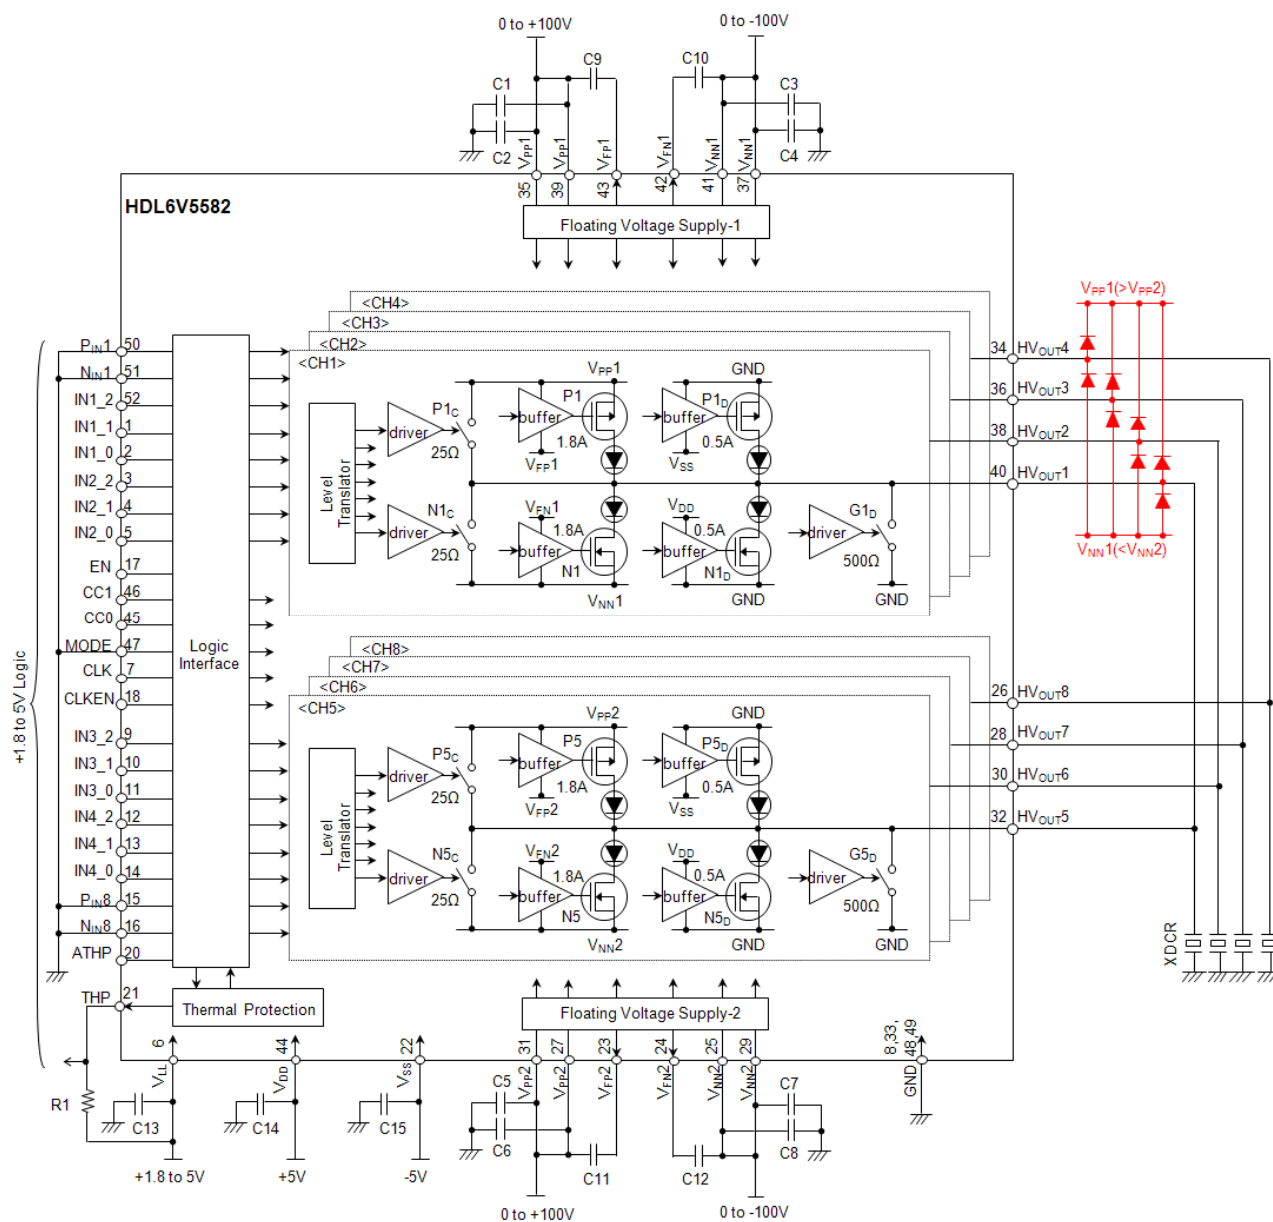 0 to +100V
0 to -100V
C9
C10
C1
C3
C2
C4
VPP1
VPP1
VFP1
VFN1
VNN1
VNN1
35
39
43
42
41
37
HDL6V5582
Floating Voltage Supply-1
<CH4>
<CH3>
<CH2>
<CH1>
VPP1(>VPP2)
VNN1(<VNN2)
+1.8 to 5V Logic
PIN1 50
NIN1 51
IN1_2 52
IN1_1 1
IN1_0 2
IN2_2 3
IN2_1 4
IN2_0 5
EN 17
CC1 46
CC0 45
MODE 47
CLK 7
CLKEN 18
IN3_2 9
IN3_1 10
IN3_0 11
IN4_2 12
IN4_1 13
IN4_0 14
PIN8 15
NIN8 16
ATHP 20
THP 21
Logic
Interface
Thermal Protection
Level
Translator
driver
P1C
25Ω
driver
N1C
25Ω
VPP1
buffer
P1
1.8A
VFP1
GND
buffer
P1D
0.5A
VSS
VFN1
buffer
1.8A
N1
VNN1
VDD
buffer
0.5A
N1D
GND
driver
G1D
500Ω
GND
34 HVOUT4
36 HVOUT3
38 HVOUT2
40 HVOUT1
<CH8>
<CH7>
<CH6>
<CH5>
Level
Translator
driver
P5C
25Ω
driver
N5C
25Ω
VPP2
buffer
P5
1.8A
VFP2
GND
buffer
P5D
0.5A
VSS
VFN2
buffer
1.8A
N5
VNN2
VDD
buffer
0.5A
N5D
GND
driver
G5D
500Ω
GND
26 HVOUT8
28 HVOUT7
30 HVOUT6
32 HVOUT5
XDCR
Floating Voltage Supply-2
6
VLL
44
VDD
22
VSS
31
27
23
24
25
29
VPP2
VPP2
VFP2
VFN2
VNN2
VNN2
8,33,
48,49
GND
R1
C13
C14
C15
C5
C6
C7
C8
C11
C12
+1.8 to 5V
+5V
-5V
0 to +100V
0 to -100V